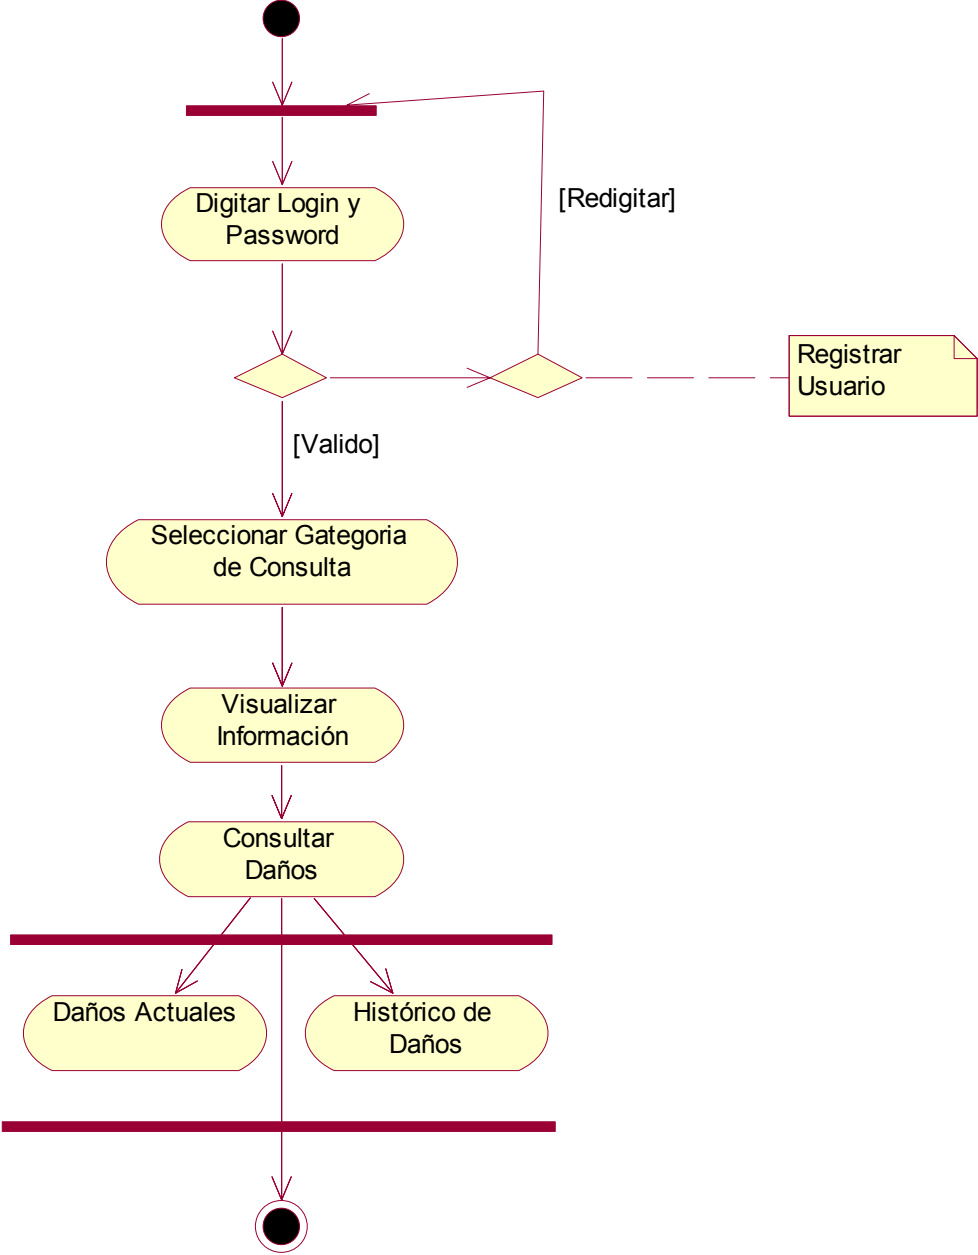 Digitar Login y
Password
[Redigitar]
Registrar
Usuario
[Valido]
Seleccionar Gategoria
de Consulta
Visualizar
Información
Consultar
Daños
Daños Actuales
Histórico de
Daños